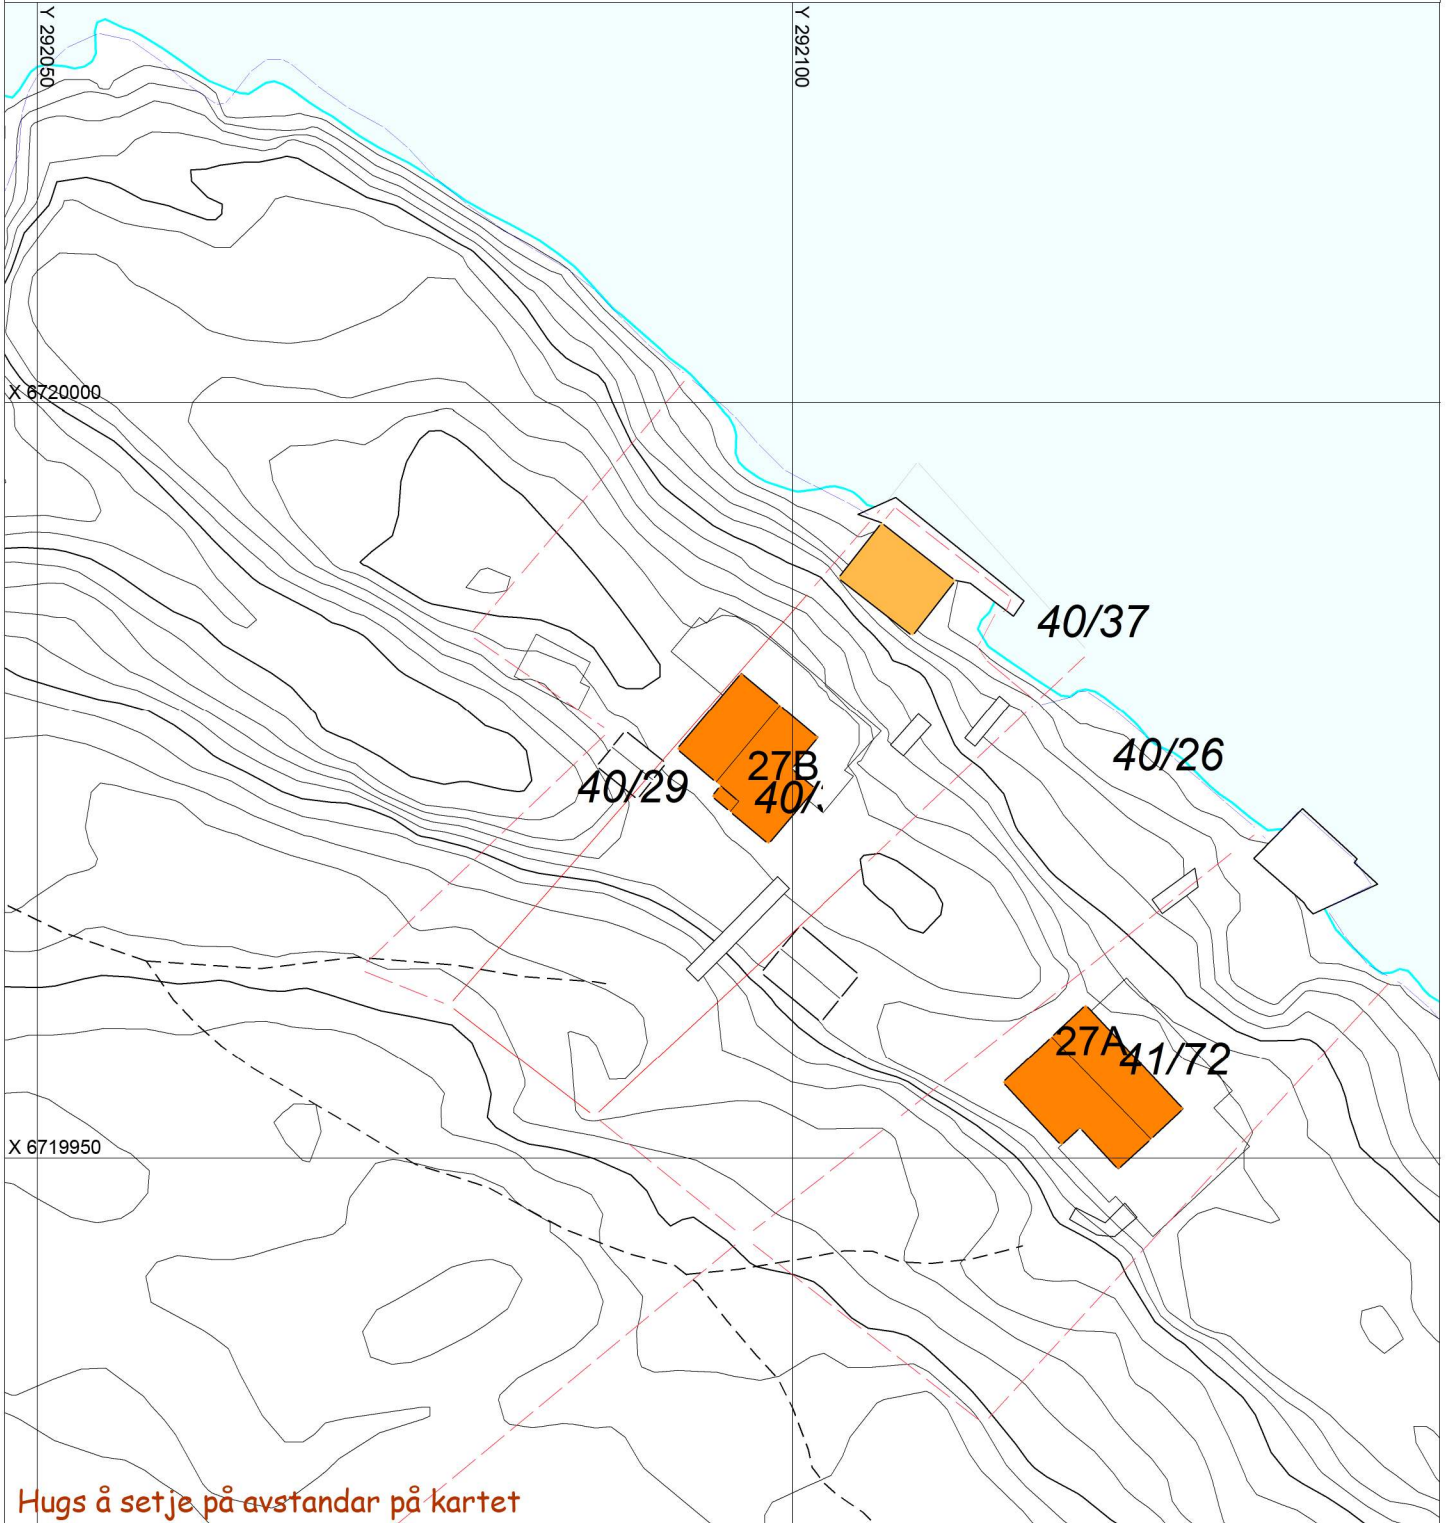 Y 292050
Y 292100
X 6720000
40/37
40/26
27B
40/29
27A
41/72
X 6719950
Hugs å setje på avstandar på kartet